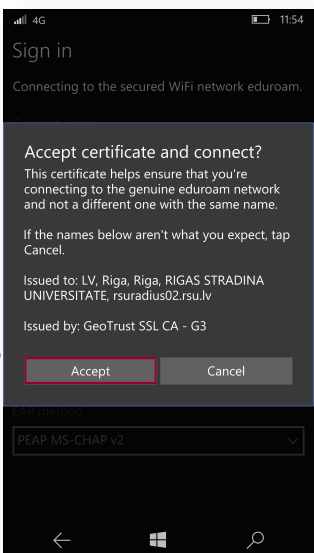 4G 11:54
Sign in
Connecting to the secured WiFi network eduroam.
Accept certificate and connect?
This certificate helps ensure that you're
connecting to the genuine eduroam network
and not a different one with the same name.
If the names below aren't what you expect, tap
Cancel.
Issued to: LV, Riga, Riga, RIGAS STRADINA
UNIVERSITATE, rsuradius02.rsu.lv
Issued by: GeoTrust SSL CA - G3
Accept Cancel
EAP method
PEAP MS-CHAP v2